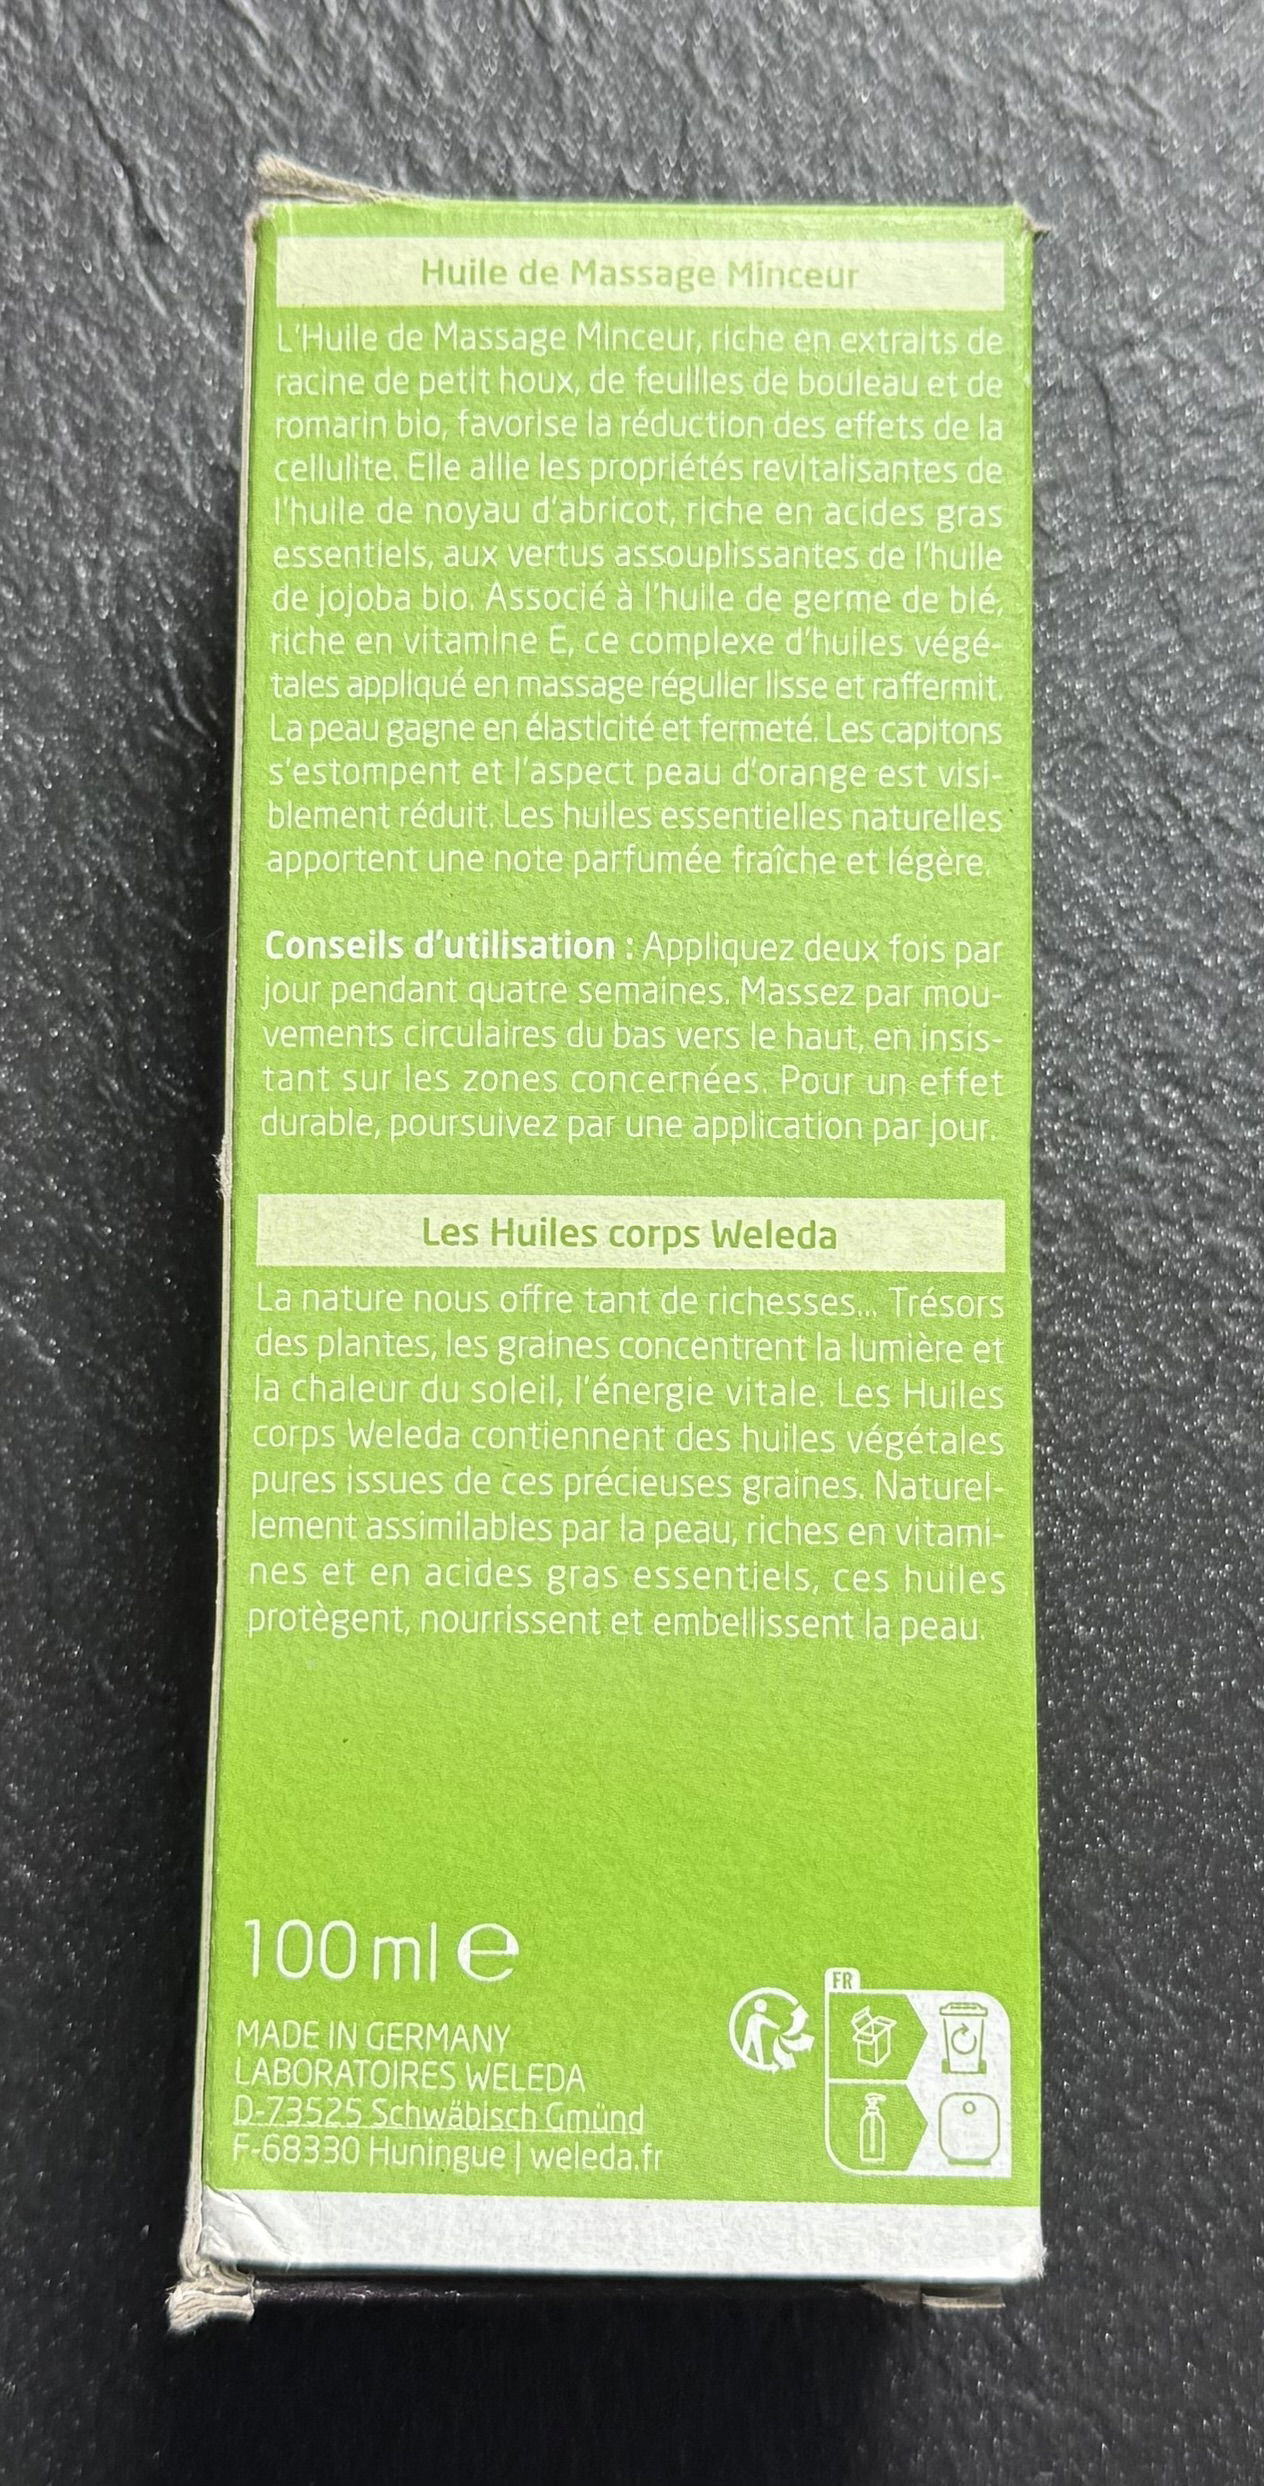 Huile de Massage Minceur
L'Huile de Massage Minceur, riche en extraits de
racine de petit houx, de feuilles de bouleau et de
romarin bio, favorise la réduction des effets de la
cellulite. Elle allie les propriétés revitalisantes de
l'huile de noyau d'abricot, riche en acides gras
essentiels, aux vertus assouplissantes de l'huile
de jojoba bio. Associé à l'huile de germe de blé,
riche en vitamine E, ce complexe d'huiles végé-
tales appliqué en massage régulier lisse et raffermit.
La peau gagne en élasticité et fermeté. Les capitons
s'estompent et l'aspect peau d'orange est visi-
blement réduit. Les huiles essentielles naturelles
apportent une note parfumée fraîche et légère.
Conseils d'utilisation : Appliquez deux fois par
jour pendant quatre semaines. Massez par mou-
vements circulaires du bas vers le haut, en insis-
tant sur les zones concernées. Pour un effet
durable, poursuivez par une application par jour.
Les Huiles corps Weleda
La nature nous offre tant de richesses... Trésors
des plantes, les graines concentrent la lumière et
la chaleur du soleil, l'énergie vitale. Les Huiles
corps Weleda contiennent des huiles végétales
pures issues de ces précieuses graines. Naturel-
lement assimilables par la peau, riches en vitami-
nes et en acides gras essentiels, ces huiles
protègent, nourrissent et embellissent la peau.
100 ml e
MADE IN GERMANY
LABORATOIRES WELEDA
D-73525 Schwäbisch Gmünd
F-68330 Huningue | weleda.fr
FR